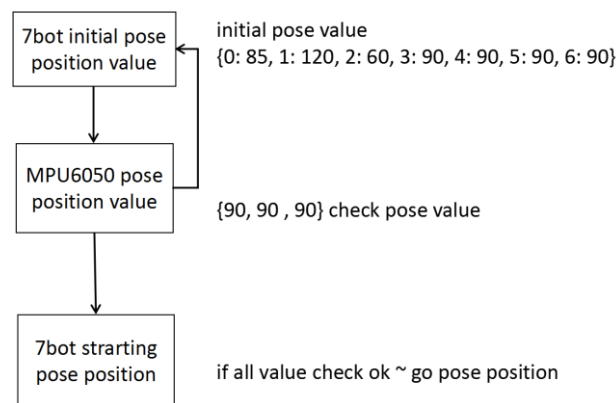 7bot initial pose
position value
initial pose value
{0: 85, 1: 120, 2: 60, 3: 90, 4: 90, 5: 90, 6: 90}
MPU6050 pose
position value
{90, 90 , 90} check pose value
7bot strarting
pose position
if all value check ok ~ go pose position